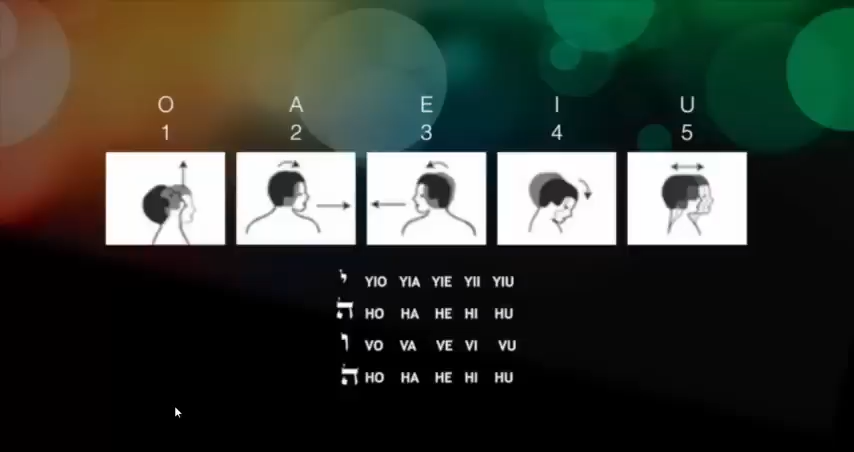 O A E I U
1 2 3 4 5
יֹ YIO YIA YIE YII YIU
הֹ HO HA HE HI HU
וֹ VO VA VE VI VU
הֹ HO HA HE HI HU